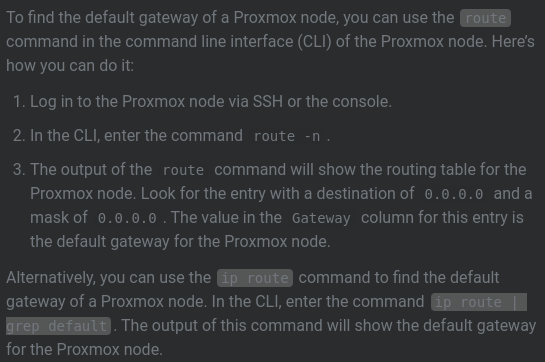 To find the default gateway of a Proxmox node, you can use the route
command in the command line interface (CLI) of the Proxmox node. Here's
how you can do it:
1. Log in to the Proxmox node via SSH or the console.
2. In the CLI, enter the command route -n .
3. The output of the route command will show the routing table for the
Proxmox node. Look for the entry with a destination of 0.0.0.0 and a
mask of 0.0.0.0 . The value in the Gateway column for this entry is
the default gateway for the Proxmox node.
Alternatively, you can use the ip route command to find the default
gateway of a Proxmox node. In the CLI, enter the command ip route |
grep default . The output of this command will show the default gateway
for the Proxmox node.